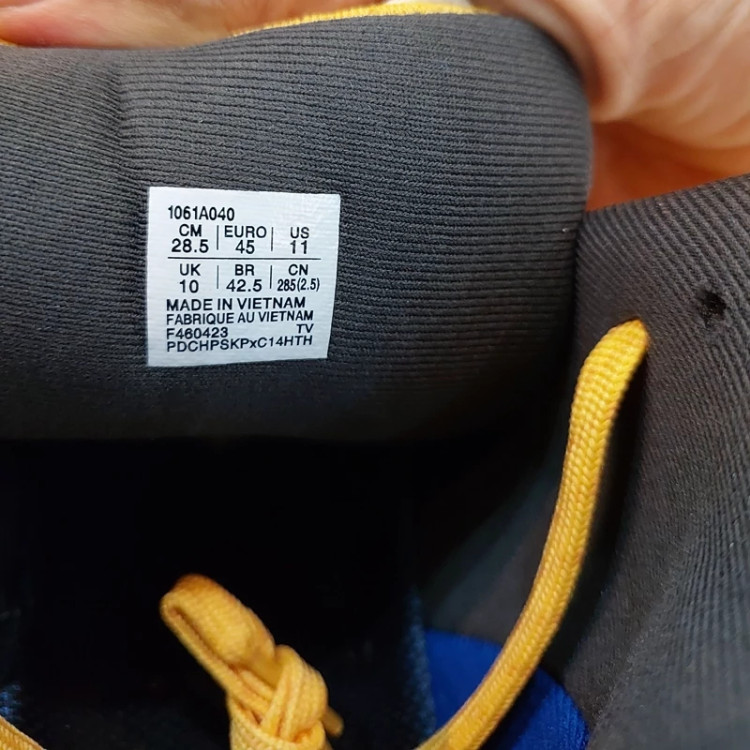 1061A040
CM | EURO | US
28.5 | 45 | 11
UK | BR | CN
10 | 42.5 | 285(2.5)
MADE IN VIETNAM
FABRIQUE AU VIETNAM
F460423 TV
PDCHPSKPxC14HTH